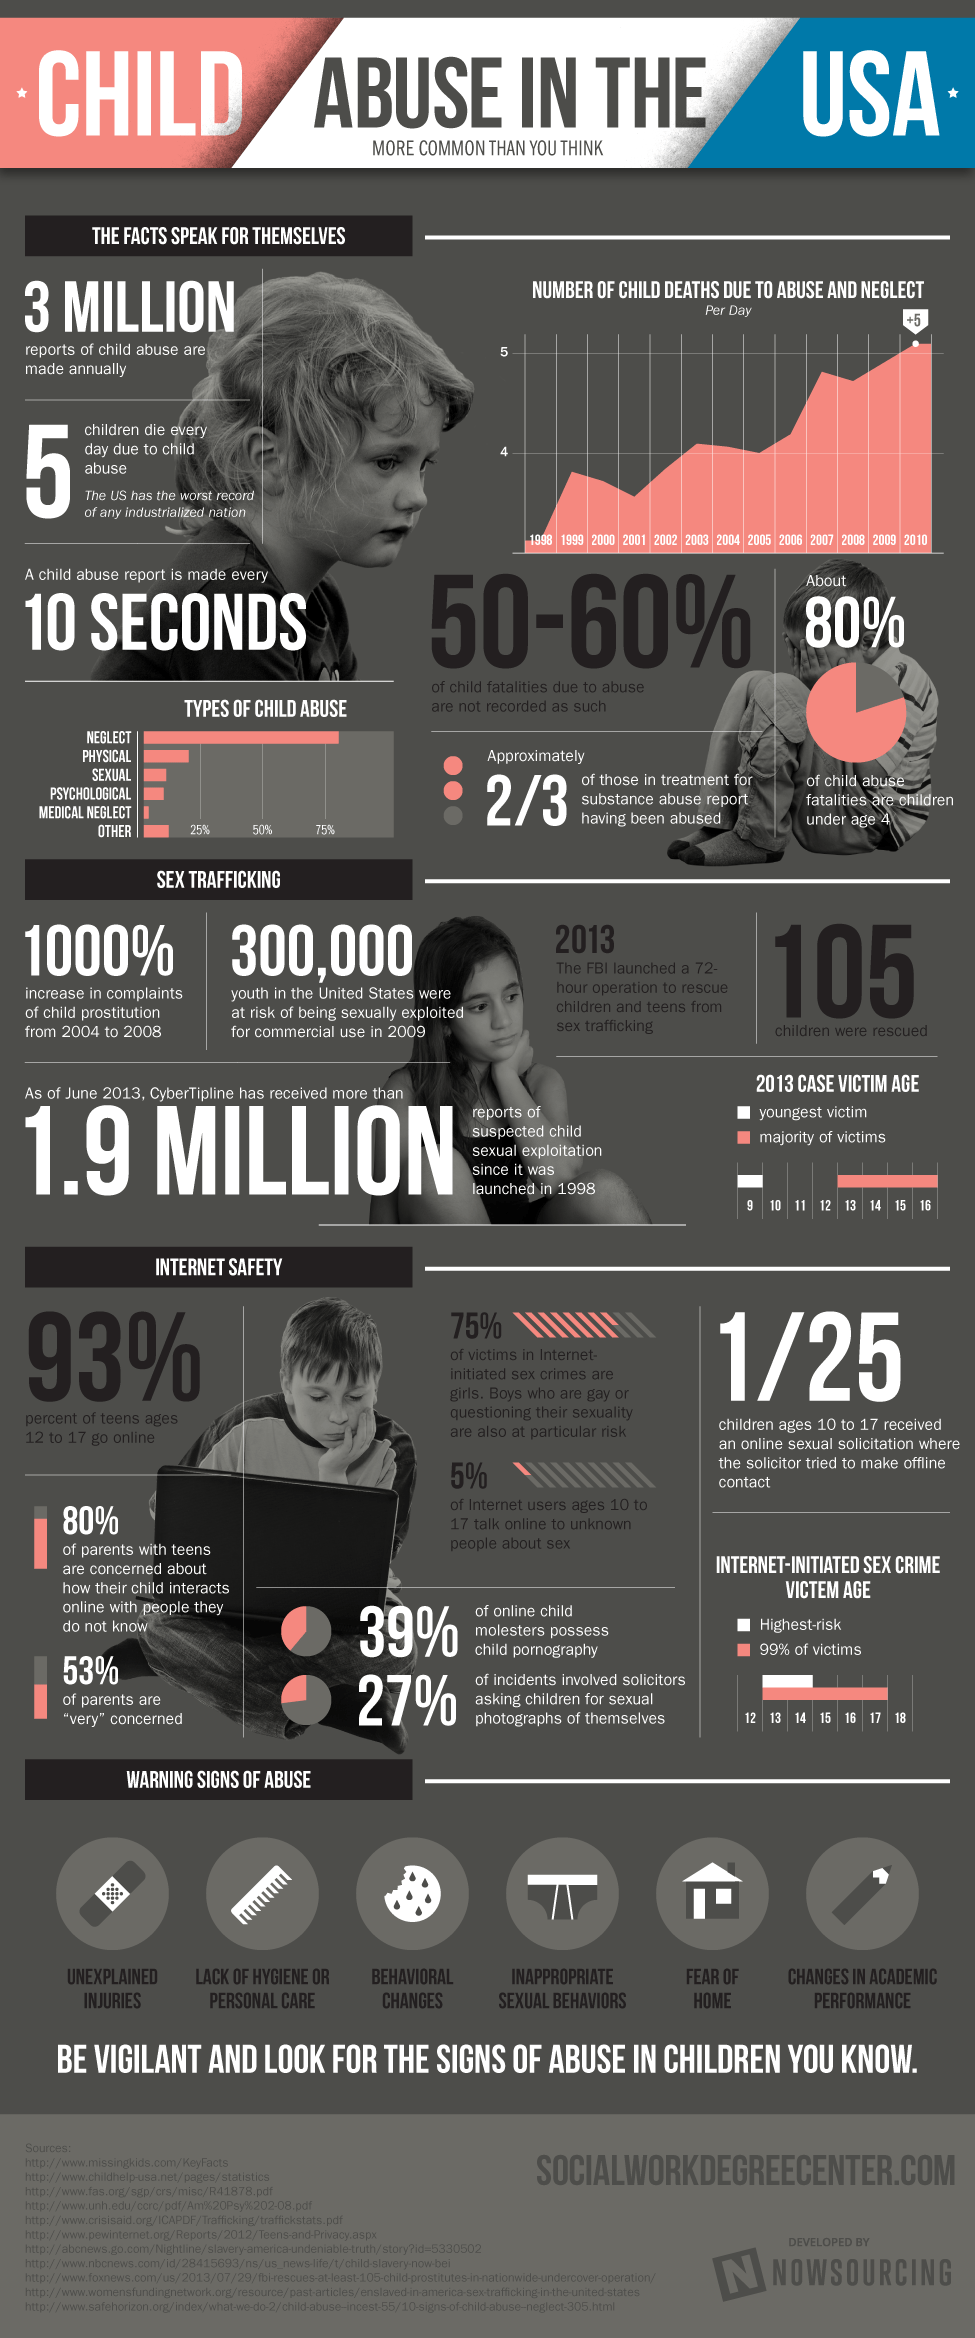 CHILD ABUSE IN THE USA
MORE COMMON THAN YOU THINK
THE FACTS SPEAK FOR THEMSELVES
3 MILLION
reports of child abuse are
made annually
5
children die every
day due to child
abuse
The US has the worst record
of any industrialized nation
A child abuse report is made every
10 SECONDS
NUMBER OF CHILD DEATHS DUE TO ABUSE AND NEGLECT
Per Day
+5
5
4
1998 1999 2000 2001 2002 2003 2004 2005 2006 2007 2008 2009 2010
TYPES OF CHILD ABUSE
NEGLECT
PHYSICAL
SEXUAL
PSYCHOLOGICAL
MEDICAL NEGLECT
OTHER
25% 50% 75%
50-60%
of child fatalities due to abuse
are not recorded as such
Approximately
2/3
of those in treatment for
substance abuse report
having been abused
About
80%
of child abuse
fatalities are children
under age 4
SEX TRAFFICKING
1000%
increase in complaints
of child prostitution
from 2004 to 2008
300,000
youth in the United States were
at risk of being sexually exploited
for commercial use in 2009
2013
The FBI launched a 72-
hour operation to rescue
children and teens from
sex trafficking
105
children were rescued
As of June 2013, CyberTipline has received more than
1.9 MILLION
reports of
suspected child
sexual exploitation
since it was
launched in 1998
2013 CASE VICTIM AGE
youngest victim
majority of victims
9 10 11 12 13 14 15 16
INTERNET SAFETY
93%
percent of teens ages
12 to 17 go online
80%
of parents with teens
are concerned about
how their child interacts
online with people they
do not know
53%
of parents are
“very” concerned
75%
of victims in Internet-
initiated sex crimes are
girls. Boys who are gay or
questioning their sexuality
are also at particular risk
5%
of Internet users ages 10 to
17 talk online to unknown
people about sex
39%
of online child
molesters possess
child pornography
27%
of incidents involved solicitors
asking children for sexual
photographs of themselves
1/25
children ages 10 to 17 received
an online sexual solicitation where
the solicitor tried to make offline
contact
INTERNET-INITIATED SEX CRIME
VICTEM AGE
Highest-risk
99% of victims
12 13 14 15 16 17 18
WARNING SIGNS OF ABUSE
UNEXPLAINED
INJURIES
LACK OF HYGIENE OR
PERSONAL CARE
BEHAVIORAL
CHANGES
INAPPROPRIATE
SEXUAL BEHAVIORS
FEAR OF
HOME
CHANGES IN ACADEMIC
PERFORMANCE
BE VIGILANT AND LOOK FOR THE SIGNS OF ABUSE IN CHILDREN YOU KNOW.
Sources:
http://www.missingkids.com/KeyFacts
http://www.childhelp-usa.net/pages/statistics
http://www.fas.org/sgp/crs/misc/R41878.pdf
http://www.unh.edu/ccrc/pdf/Am%20Psy%202-08.pdf
http://www.crisisaid.org/ICAPDF/Trafficking/traffickstats.pdf
http://www.pewinternet.org/Reports/2012/Teens-and-Privacy.aspx
http://abcnews.go.com/Nightline/slavery-america-undeniable-truth/story?id=5330502
http://www.nbcnews.com/id/28415693/ns/us_news-life/t/child-slavery-now-bei
http://www.foxnews.com/us/2013/07/29/fbi-rescues-at-least-105-child-prostitutes-in-nationwide-undercover-operation/
http://www.womensfundingnetwork.org/resource/past-articles/enslaved-in-america-sex-trafficking-in-the-united-states
http://www.safehorizon.org/index/what-we-do-2/child-abuse--incest-55/10-signs-of-child-abuse--neglect-305.html
SOCIALWORKDEGREECENTER.COM
DEVELOPED BY
N NOWSOURCING